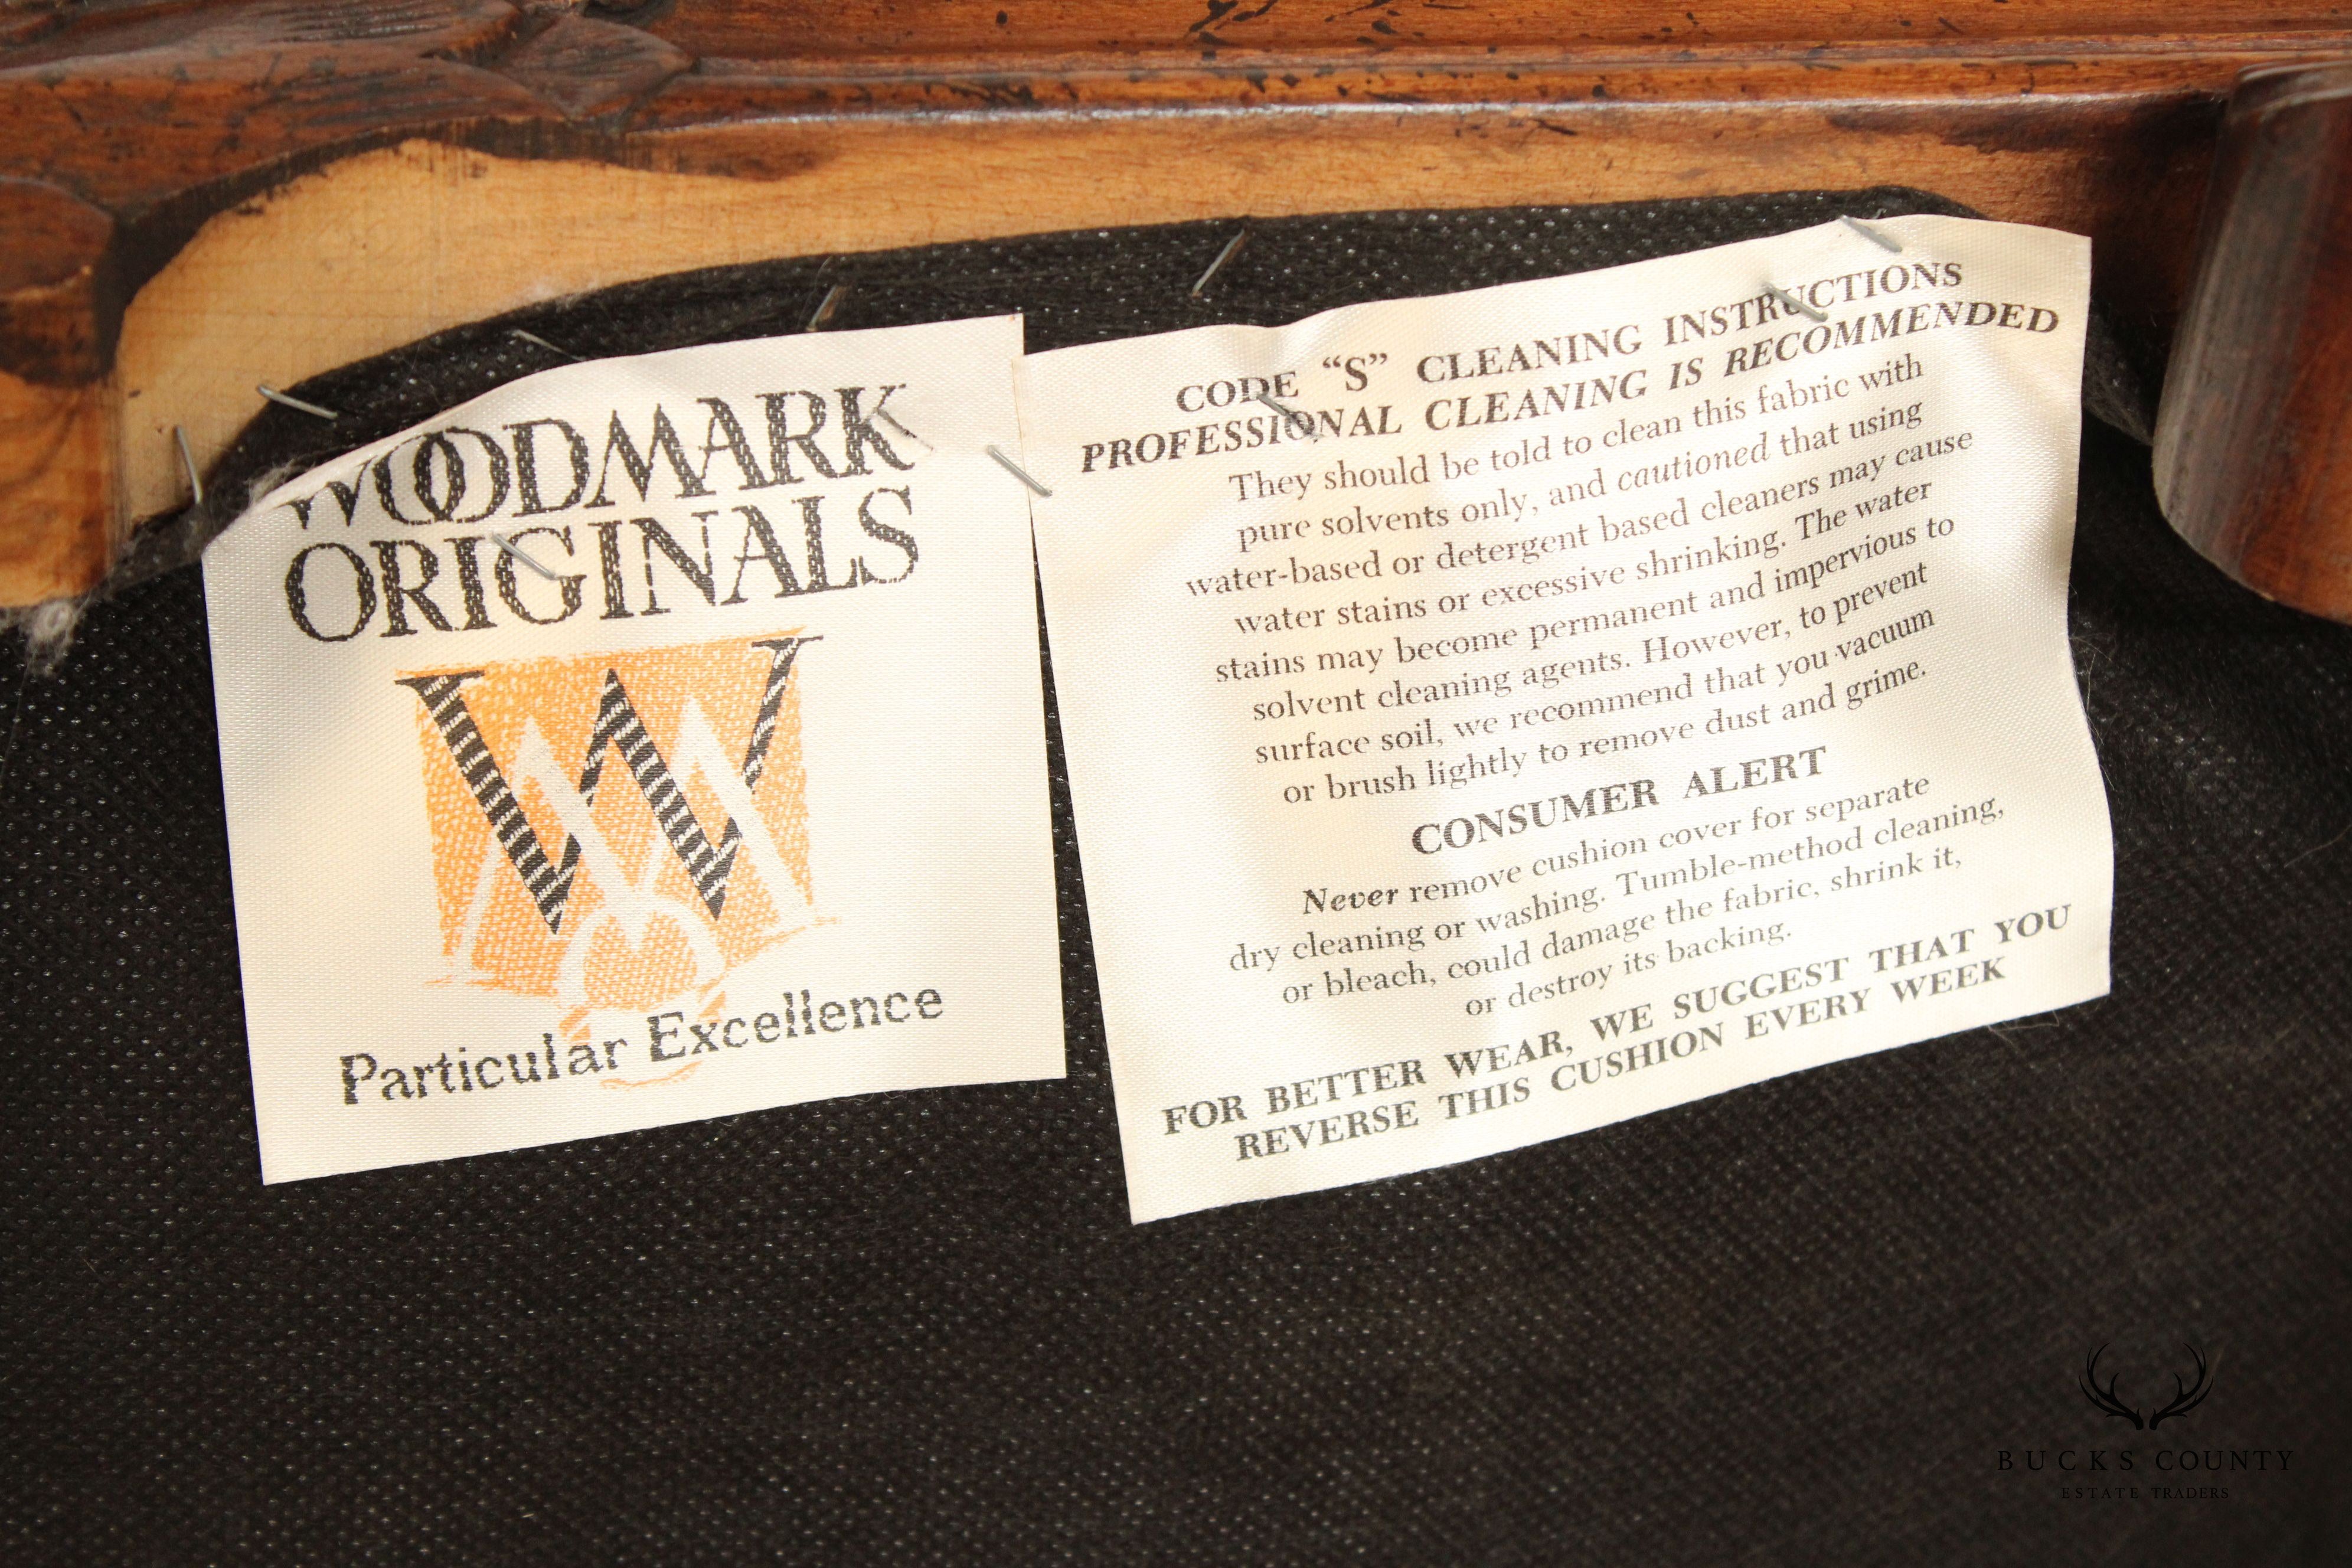 WOODMARK
ORIGINALS
W
Particular Excellence
CODE “S” CLEANING INSTRUCTIONS
PROFESSIONAL CLEANING IS RECOMMENDED
They should be told to clean this fabric with
pure solvents only, and cautioned that using
water-based or detergent based cleaners may cause
water stains or excessive shrinking. The water
stains may become permanent and impervious to
solvent cleaning agents. However, to prevent
surface soil, we recommend that you vacuum
or brush lightly to remove dust and grime.
CONSUMER ALERT
Never remove cushion cover for separate
dry cleaning or washing. Tumble-method cleaning,
or bleach, could damage the fabric, shrink it,
or destroy its backing.
FOR BETTER WEAR, WE SUGGEST THAT YOU
REVERSE THIS CUSHION EVERY WEEK
BUCKS COUNTY
ESTATE TRADERS